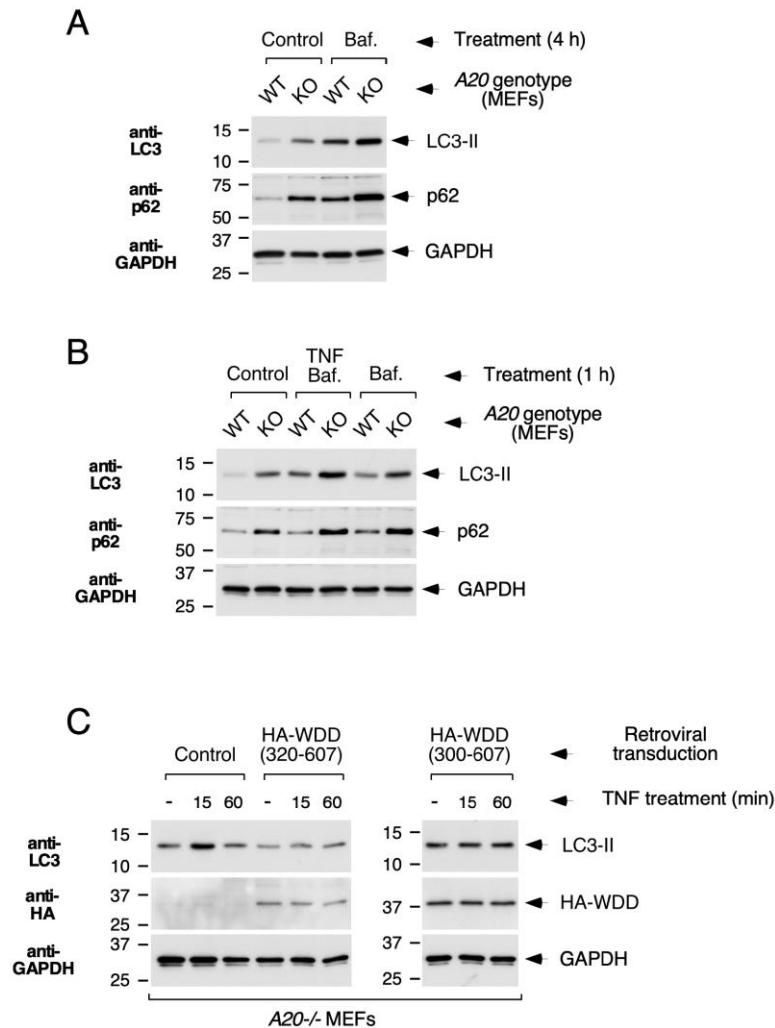 A
Control Baf. Treatment (4 h)
WT KO WT KO A20 genotype
(MEFs)
anti-
LC3
15
10
LC3-II
anti-
p62
75
50
p62
anti-
GAPDH
37
25
GAPDH
B
TNF
Control Baf. Baf. Treatment (1 h)
WT KO WT KO WT KO A20 genotype
(MEFs)
anti-
LC3
15
10
LC3-II
anti-
p62
75
50
p62
anti-
GAPDH
37
25
GAPDH
C
HA-WDD HA-WDD Retroviral
Control (320-607) (300-607) transduction
- 15 60 - 15 60 - 15 60 TNF treatment (min)
anti-
LC3
15
10
15
10
LC3-II
anti-
HA
37
25
37
HA-WDD
anti-
GAPDH
37
25
37
25
GAPDH
A20-/- MEFs